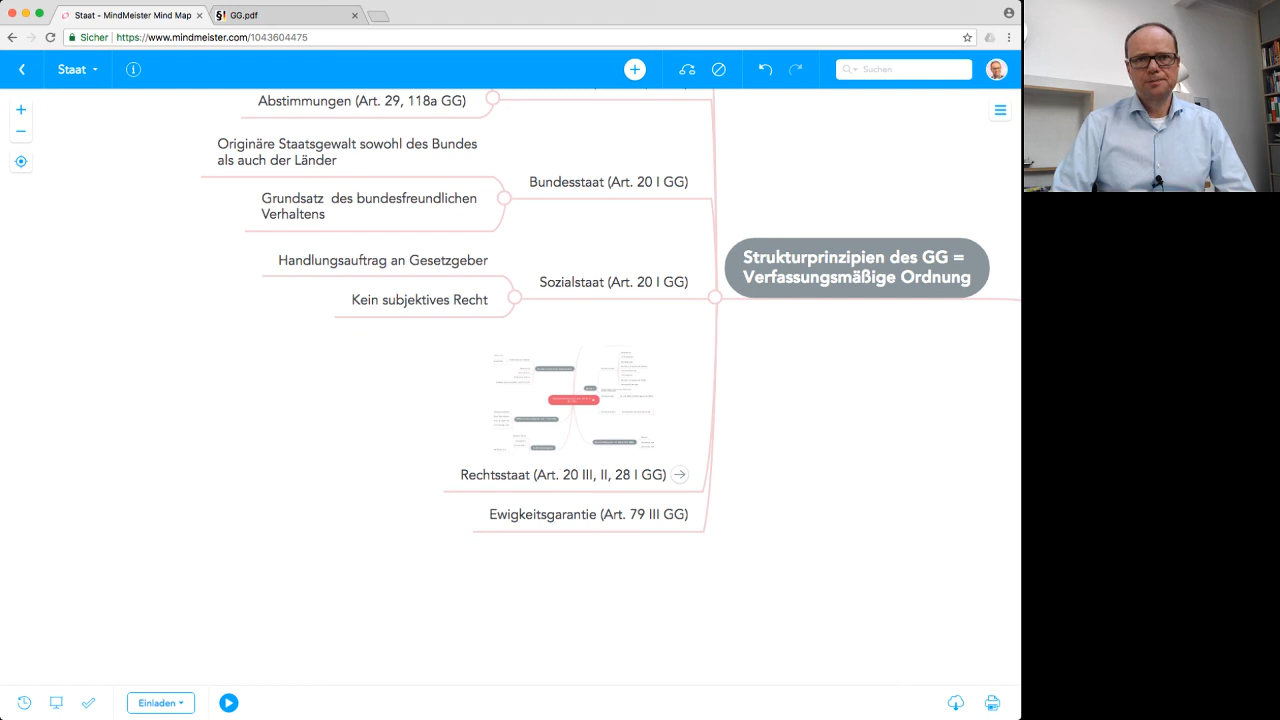 Staat - MindMeister Mind Map
GG.pdf
Sicher | https://www.mindmeister.com/1043604475
Staat
Suchen
Abstimmungen (Art. 29, 118a GG)
Originäre Staatsgewalt sowohl des Bundes
als auch der Länder
Bundesstaat (Art. 20 I GG)
Grundsatz des bundesfreundlichen
Verhaltens
Strukturprinzipien des GG =
Verfassungsmäßige Ordnung
Handlungsauftrag an Gesetzgeber
Sozialstaat (Art. 20 I GG)
Kein subjektives Recht
Rechtsstaat (Art. 20 III, II, 28 I GG)
Ewigkeitsgarantie (Art. 79 III GG)
Einladen